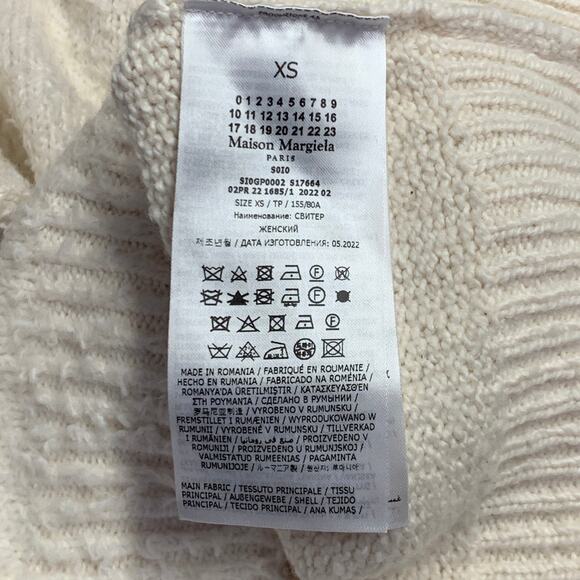 XS
0 1 2 3 4 5 6 7 8 9
10 11 12 13 14 15 16
17 18 19 20 21 22 23
Maison Margiela
PARIS
S0I0
SI0GP0002 S17664
02PR 22 1685/1 2022 02
SIZE XS / TP / 155/80A
Наименование: СВИТЕР
ЖЕНСКИЙ
제조년월 / ДАТА ИЗГОТОВЛЕНИЯ: 05.2022
MADE IN ROMANIA / FABRIQUÉ EN ROUMANIE /
HECHO EN RUMANIA / FABRICADO NA ROMÉNIA /
ROMANYA'DA ÜRETILMIŞTIR / ΚΑΤΑΣΚΕΥΑΣΘΕΝ
ΣΤΗ ΡΟΥΜΑΝΙΑ / СДЕЛАНО В РУМЫНИИ /
罗马尼亚制造 / VYROBENO V RUMUNSKU /
FREMSTILLET I RUMÆNIEN / WYPRODUKOWANO W
RUMUNII / VYROBENÉ V RUMUNSKU / TILLVERKAD
I RUMÄNIEN / صنع في رومانيا / PROIZVEDENO V
ROMUNIJI / PROIZVEDENO U RUMUNJSKOJ /
VALMISTATUD RUMEENIAS / PAGAMINTA
RUMUNIJOJE / ルーマニア製 / 원산지: 루마니아 /
MAIN FABRIC / TESSUTO PRINCIPALE / TISSU
PRINCIPAL / AUßENGEWEBE / SHELL / TEJIDO
PRINCIPAL / TECIDO PRINCIPAL / ANA KUMAŞ /